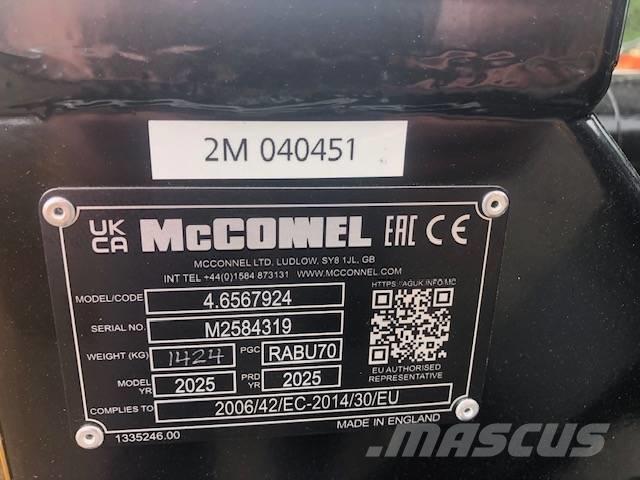 2M 040451
UK CA McCONNEL EAC CE
MCCONNEL LTD. LUDLOW, SY8 1JL, GB
INT TEL +44(0)1584 873131 WWW.MCCONNEL.COM
HTTPS://AGUK.INFO/MC
MODEL/CODE 4.6567924
SERIAL NO. M2584319
WEIGHT (KG) 1424 PGC RABU70
EU AUTHORISED
REPRESENTATIVE
MODEL YR 2025 PRD YR 2025
COMPLIES TO 2006/42/EC-2014/30/EU
1335246.00
MADE IN ENGLAND
MASCUS